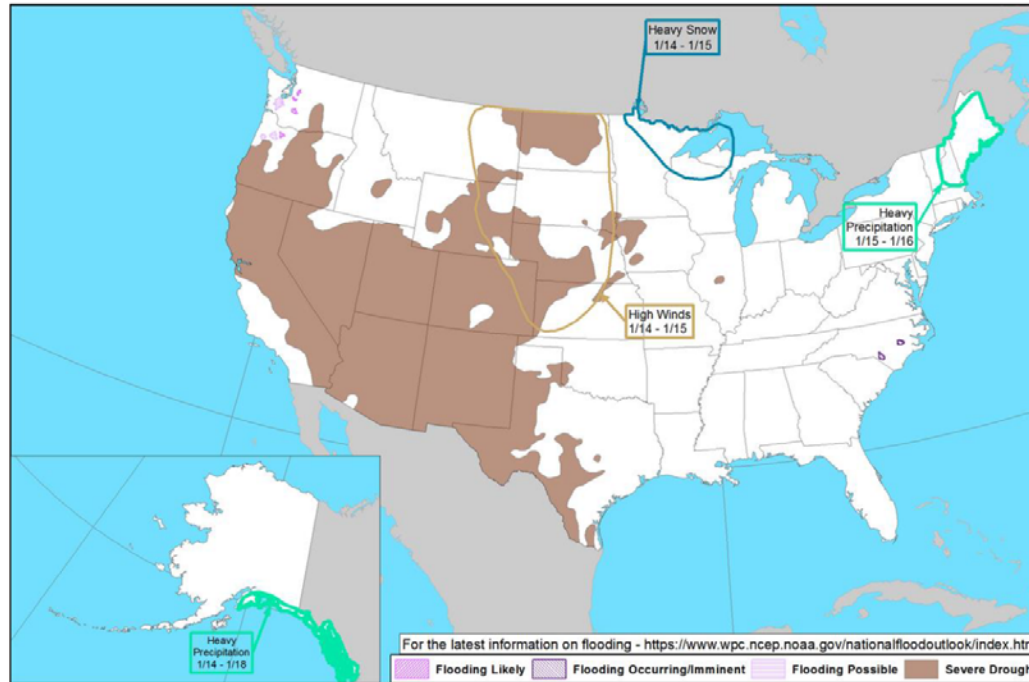 Heavy Snow
1/14 - 1/15
Heavy
Precipitation
1/15 - 1/16
High Winds
1/14 - 1/15
Heavy
Precipitation
1/14 - 1/18
For the latest information on flooding - https://www.wpc.ncep.noaa.gov/nationalfloodoutlook/index.htm
Flooding Likely
Flooding Occurring/Imminent
Flooding Possible
Severe Drough